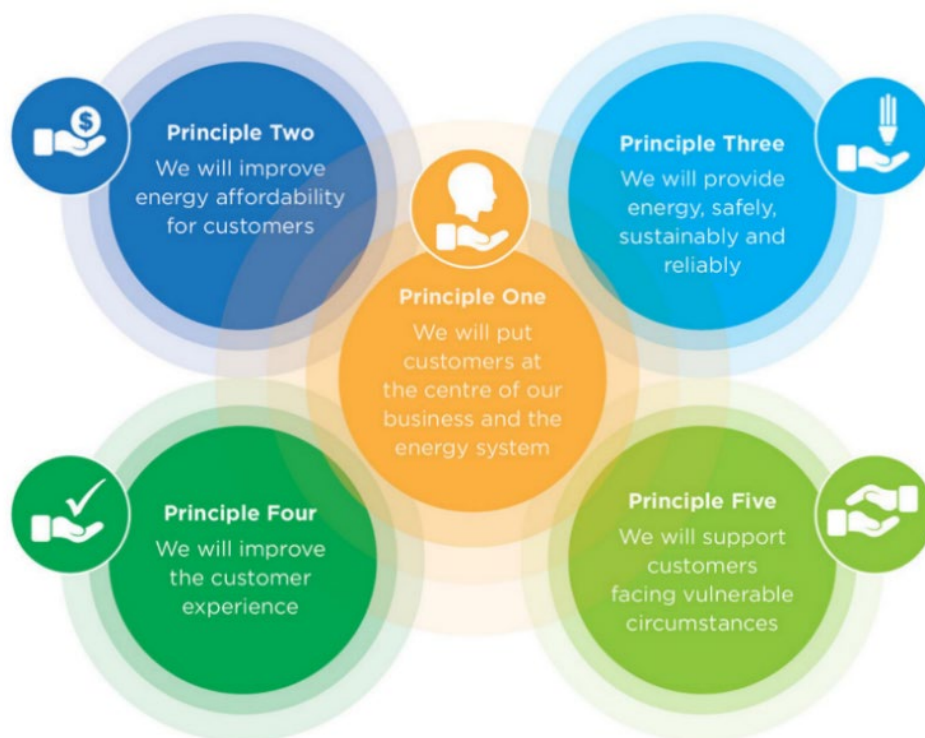 Principle Two
We will improve
energy affordability
for customers
Principle Three
We will provide
energy, safely,
sustainably and
reliably
Principle One
We will put
customers at
the centre of our
business and the
energy system
Principle Four
We will improve
the customer
experience
Principle Five
We will support
customers
facing vulnerable
circumstances
$